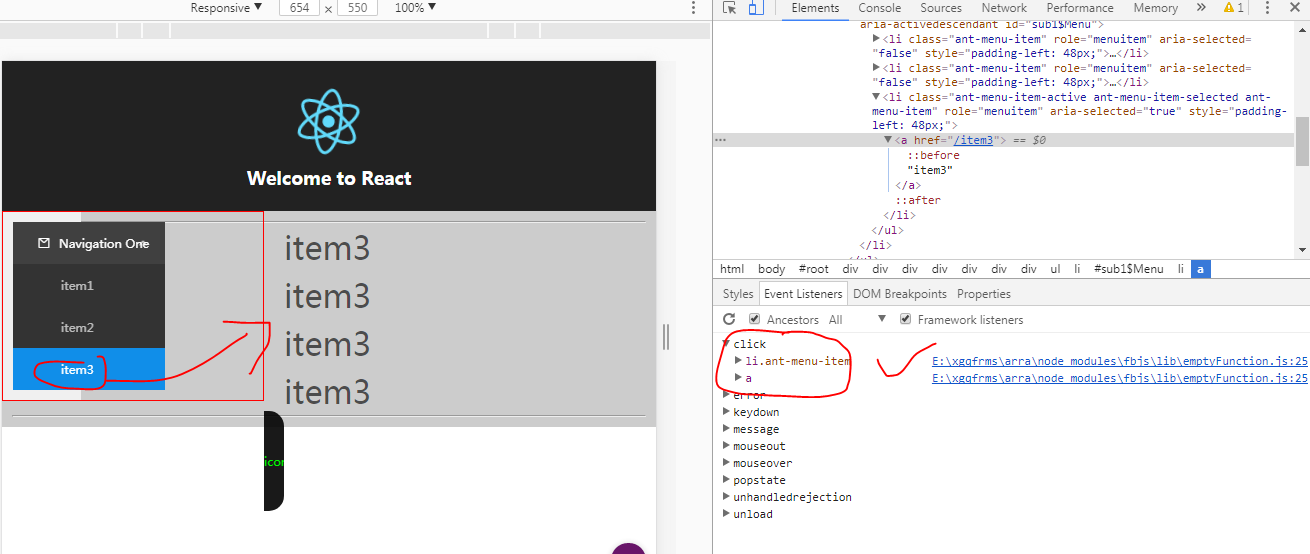 Responsive ▼ 654 × 550 100% ▼
Welcome to React
Navigation One
item1
item2
item3
item3
item3
item3
item3
icon
Elements Console Sources Network Performance Memory » 1
aria-activedescendant id="sub1$Menu">
▶<li class="ant-menu-item" role="menuitem" aria-selected=
"false" style="padding-left: 48px;">…</li>
▶<li class="ant-menu-item" role="menuitem" aria-selected=
"false" style="padding-left: 48px;">…</li>
▼<li class="ant-menu-item-active ant-menu-item-selected ant-
menu-item" role="menuitem" aria-selected="true" style="padding-
left: 48px;">
… ▼<a href="/item3"> == $0
::before
"item3"
</a>
::after
</li>
</ul>
</li>
html body #root div div div div div div div ul li #sub1$Menu li a
Styles Event Listeners DOM Breakpoints Properties
Ancestors All ▼ Framework listeners
▼click
▶li.ant-menu-item E:\xgqfrms\arra\node_modules\fbjs\lib\emptyFunction.js:25
▶a E:\xgqfrms\arra\node_modules\fbjs\lib\emptyFunction.js:25
▶error
▶keydown
▶message
▶mouseout
▶mouseover
▶popstate
▶unhandledrejection
▶unload